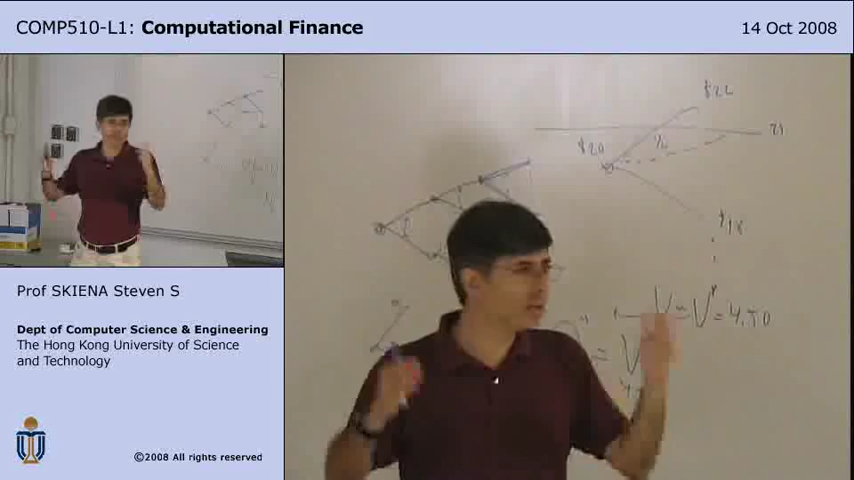 COMP510-L1: Computational Finance
14 Oct 2008
$22
21
$20
$18
= 4.50
Prof SKIENA Steven S
Dept of Computer Science & Engineering
The Hong Kong University of Science
and Technology
©2008 All rights reserved